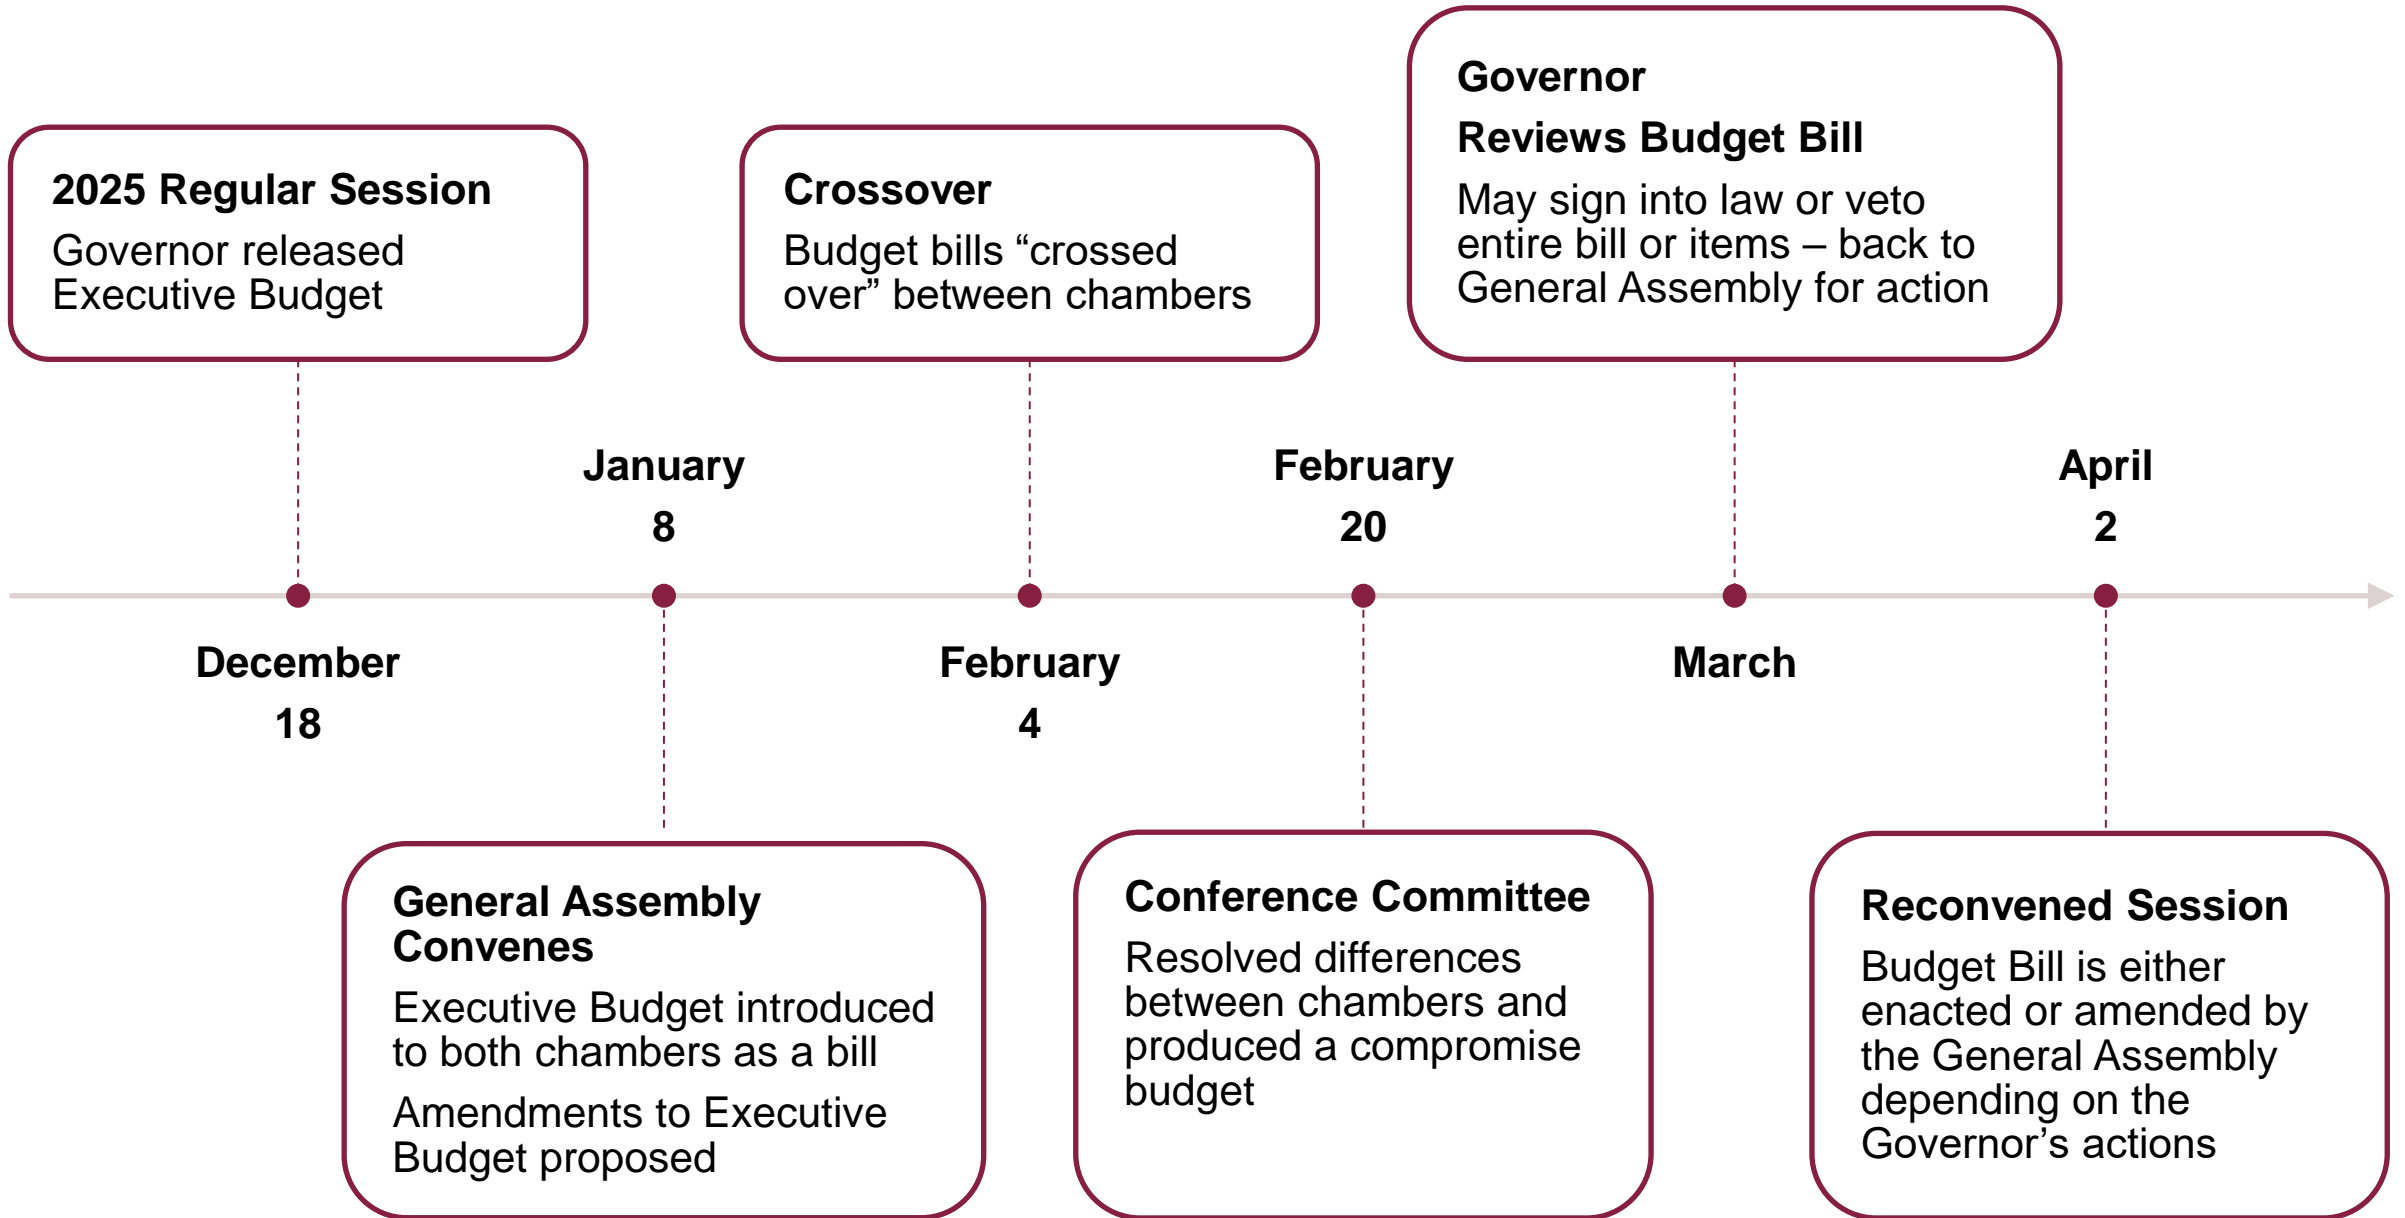 2025 Regular Session
Governor released
Executive Budget
December
18
January
8
General Assembly
Convenes
Executive Budget introduced
to both chambers as a bill
Amendments to Executive
Budget proposed
Crossover
Budget bills “crossed
over” between chambers
February
4
February
20
Conference Committee
Resolved differences
between chambers and
produced a compromise
budget
Governor
Reviews Budget Bill
May sign into law or veto
entire bill or items – back to
General Assembly for action
March
April
2
Reconvened Session
Budget Bill is either
enacted or amended by
the General Assembly
depending on the
Governor’s actions